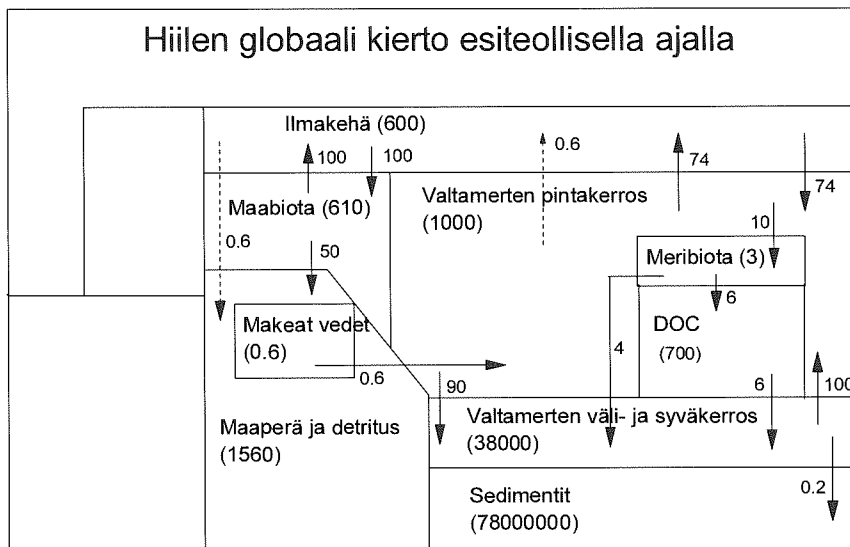 Hiilen globaali kierto esiteollisella ajalla
Ilmakehä (600)
100
100
0.6
74
74
Maabiota (610)
Valtamerten pintakerros
(1000)
10
0.6
50
Meribiota (3)
6
Makeat vedet
(0.6)
DOC
(700)
4
0.6
90
6
100
Maaperä ja detritus
(1560)
Valtamerten väli- ja syväkerros
(38000)
0.2
Sedimentit
(78000000)